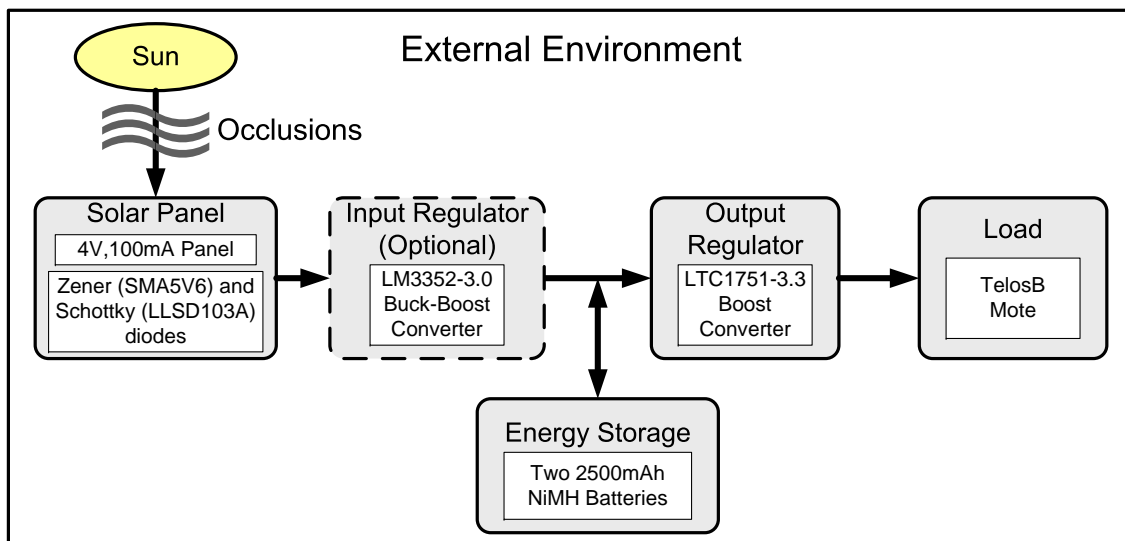 External Environment
Sun
Occlusions
Solar Panel
4V,100mA Panel
Zener (SMA5V6) and
Schottky (LLSD103A)
diodes
Input Regulator
(Optional)
LM3352-3.0
Buck-Boost
Converter
Output
Regulator
LTC1751-3.3
Boost
Converter
Load
TelosB
Mote
Energy Storage
Two 2500mAh
NiMH Batteries